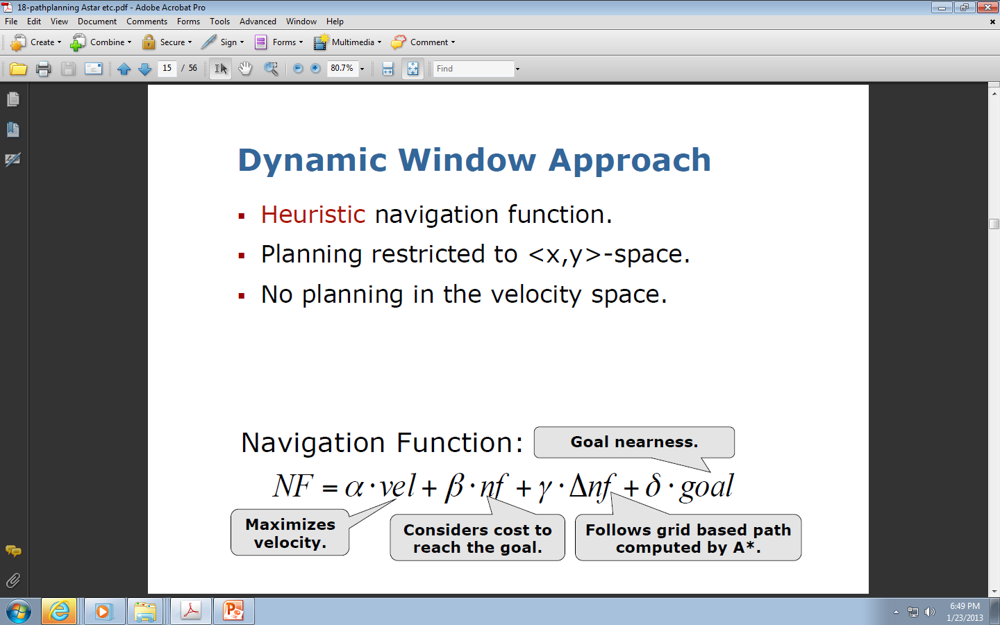 18-pathplanning Astar etc.pdf - Adobe Acrobat Pro
File Edit View Document Comments Forms Tools Advanced Window Help
Create Combine Secure Sign Forms Multimedia Comment
15 / 56 80.7% Find
Dynamic Window Approach
Heuristic navigation function.
Planning restricted to <x,y>-space.
No planning in the velocity space.
Navigation Function:
Goal nearness.
NF = α · vel + β · nf + γ · Δnf + δ · goal
Maximizes
velocity.
Considers cost to
reach the goal.
Follows grid based path
computed by A*.
6:49 PM
1/23/2013